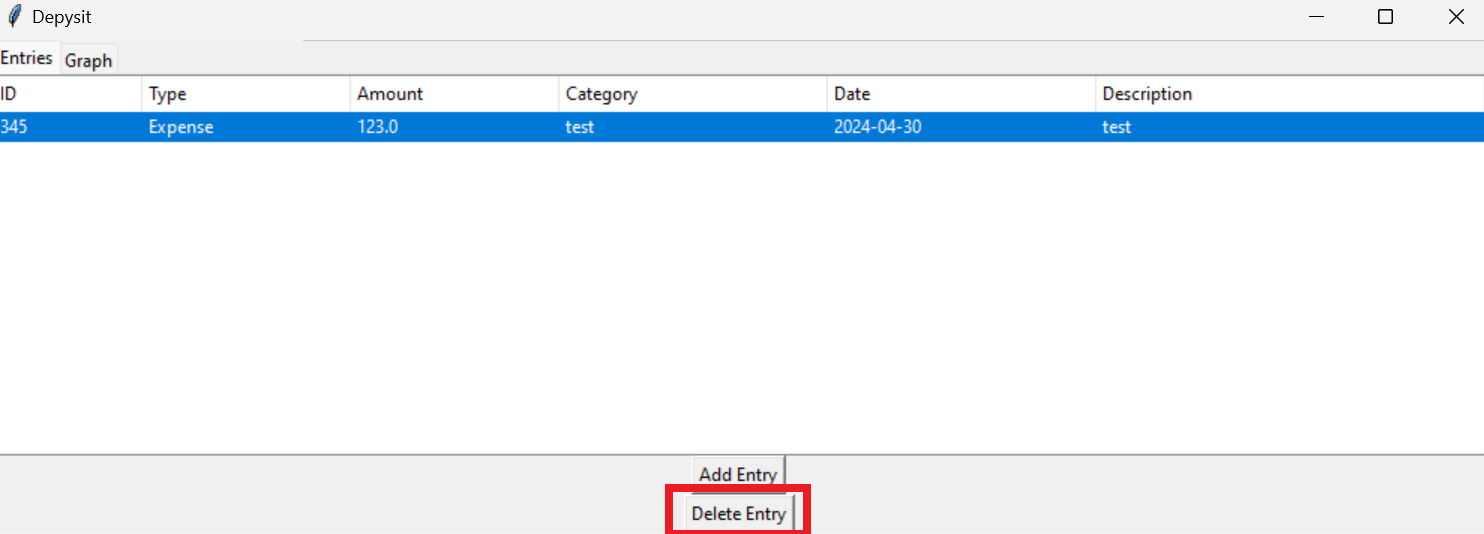 Depysit
Entries Graph
ID Type Amount Category Date Description
345 Expense 123.0 test 2024-04-30 test
Add Entry
Delete Entry